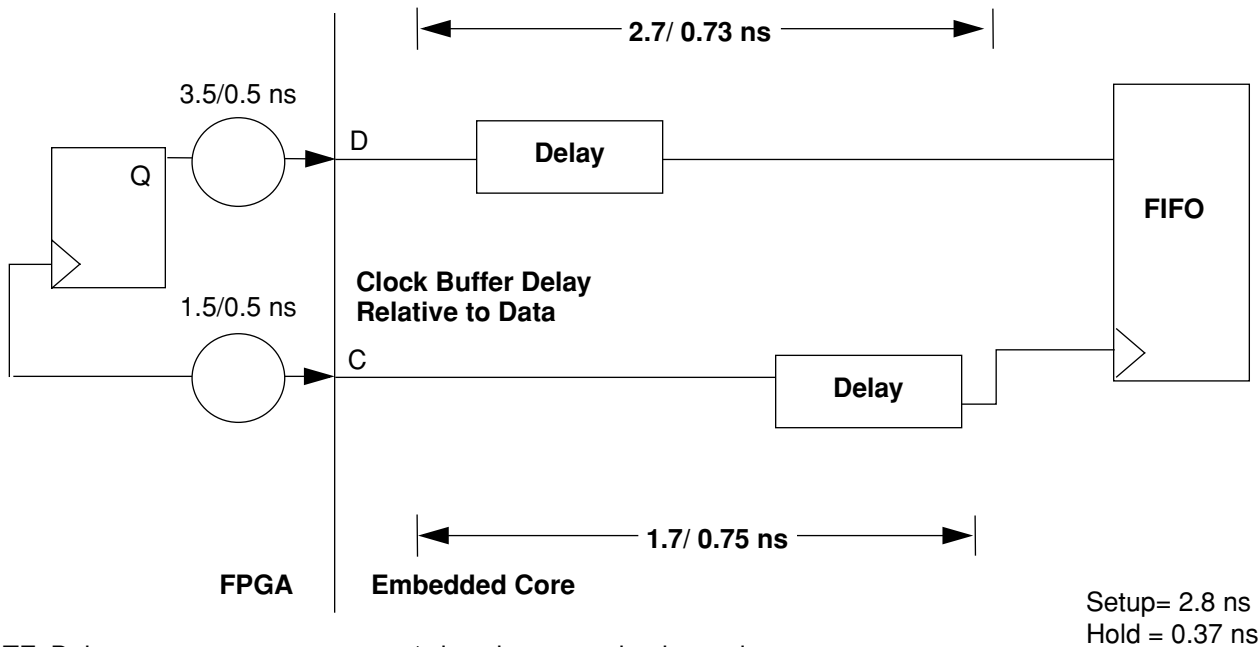 2.7/ 0.73 ns
3.5/0.5 ns
D
Delay
Q
FIFO
Clock Buffer Delay
Relative to Data
1.5/0.5 ns
C
Delay
1.7/ 0.75 ns
FPGA
Embedded Core
Setup= 2.8 ns
Hold = 0.37 ns